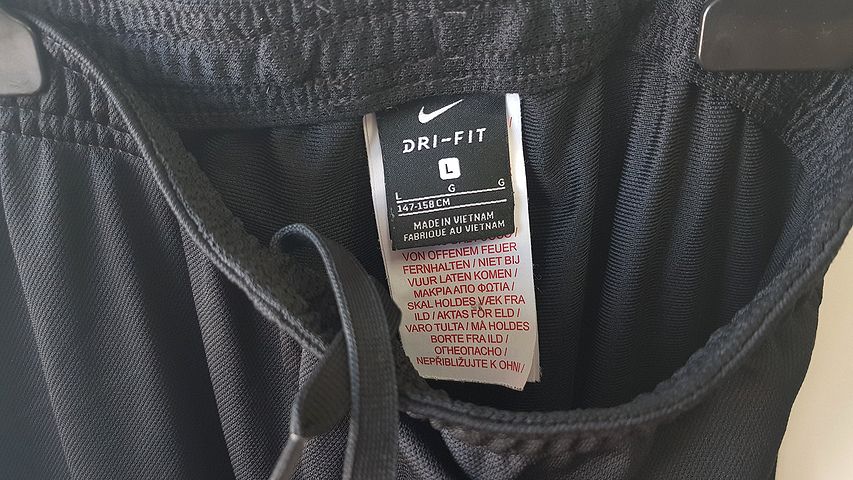 DRI-FIT
L
L G G
147-158 CM
MADE IN VIETNAM
FABRIQUE AU VIETNAM
VON OFFENEM FEUER
FERNHALTEN / NIET BIJ
VUUR LATEN KOMEN /
ΜΑΚΡΙΑ ΑΠΟ ΦΩΤΙΑ /
SKAL HOLDES VÆK FRA
ILD / AKTAS FÖR ELD /
VARO TULTA / MÅ HOLDES
BORTE FRA ILD /
ОГНЕОПАСНО /
NEPŘIBLIŽUJTE K OHNI /